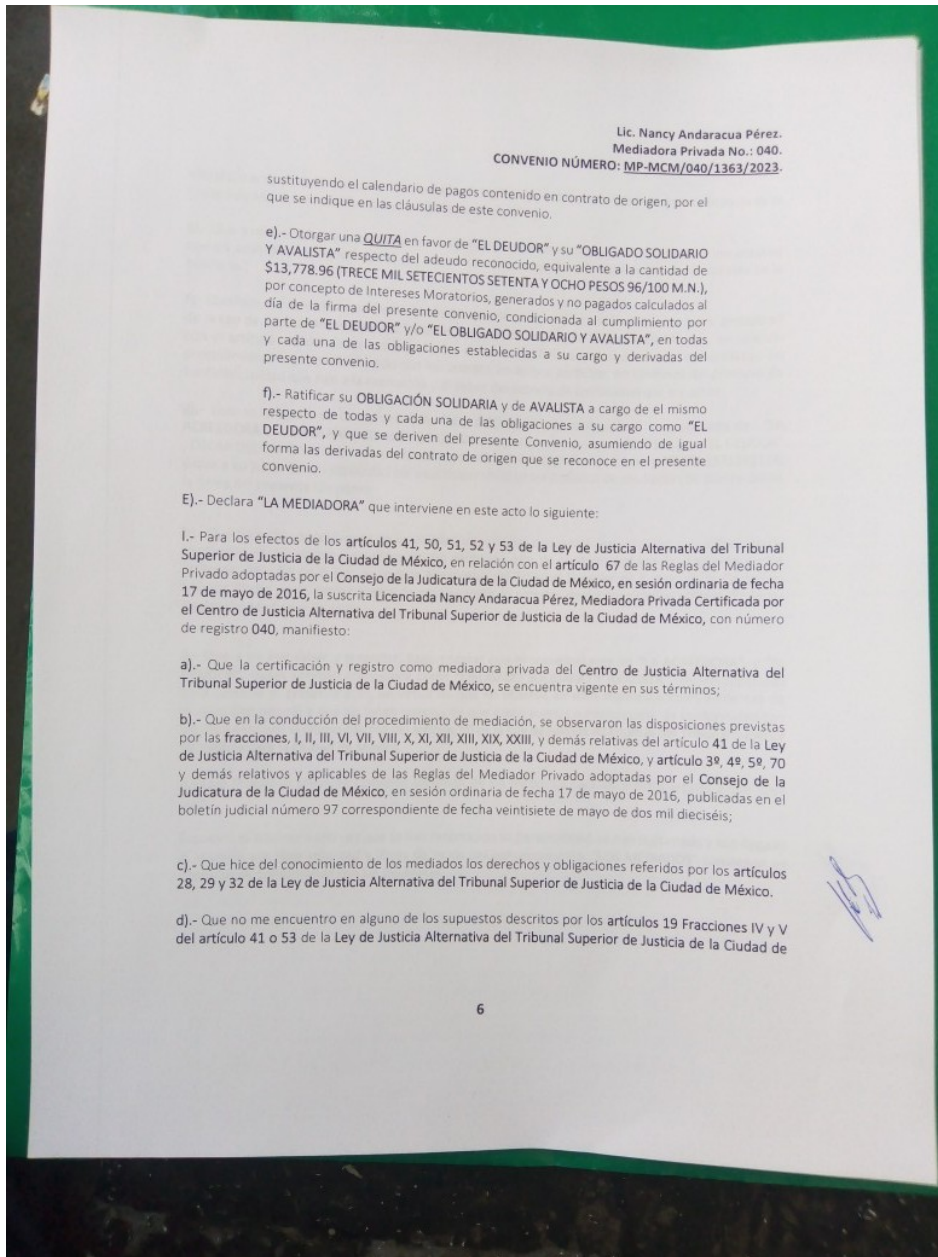 Lic. Nancy Andaracua Pérez.
Mediadora Privada No.: 040.
CONVENIO NÚMERO: MP-MCM/040/1363/2023.
sustituyendo el calendario de pagos contenido en contrato de origen, por el
que se indique en las cláusulas de este convenio.
e).- Otorgar una QUITA en favor de “EL DEUDOR” y su “OBLIGADO SOLIDARIO
Y AVALISTA” respecto del adeudo reconocido, equivalente a la cantidad de
$13,778.96 (TRECE MIL SETECIENTOS SETENTA Y OCHO PESOS 96/100 M.N.),
por concepto de Intereses Moratorios, generados y no pagados calculados al
día de la firma del presente convenio, condicionada al cumplimiento por
parte de “EL DEUDOR” y/o “EL OBLIGADO SOLIDARIO Y AVALISTA”, en todas
y cada una de las obligaciones establecidas a su cargo y derivadas del
presente convenio.
f).- Ratificar su OBLIGACIÓN SOLIDARIA y de AVALISTA a cargo de el mismo
respecto de todas y cada una de las obligaciones a su cargo como “EL
DEUDOR”, y que se deriven del presente Convenio, asumiendo de igual
forma las derivadas del contrato de origen que se reconoce en el presente
convenio.
E).- Declara “LA MEDIADORA” que interviene en este acto lo siguiente:
I.- Para los efectos de los artículos 41, 50, 51, 52 y 53 de la Ley de Justicia Alternativa del Tribunal
Superior de Justicia de la Ciudad de México, en relación con el artículo 67 de las Reglas del Mediador
Privado adoptadas por el Consejo de la Judicatura de la Ciudad de México, en sesión ordinaria de fecha
17 de mayo de 2016, la suscrita Licenciada Nancy Andaracua Pérez, Mediadora Privada Certificada por
el Centro de Justicia Alternativa del Tribunal Superior de Justicia de la Ciudad de México, con número
de registro 040, manifiesto:
a).- Que la certificación y registro como mediadora privada del Centro de Justicia Alternativa del
Tribunal Superior de Justicia de la Ciudad de México, se encuentra vigente en sus términos;
b).- Que en la conducción del procedimiento de mediación, se observaron las disposiciones previstas
por las fracciones, I, II, III, VI, VII, VIII, X, XI, XII, XIII, XIX, XXIII, y demás relativas del artículo 41 de la Ley
de Justicia Alternativa del Tribunal Superior de Justicia de la Ciudad de México, y artículo 3º, 4º, 5º, 70
y demás relativos y aplicables de las Reglas del Mediador Privado adoptadas por el Consejo de la
Judicatura de la Ciudad de México, en sesión ordinaria de fecha 17 de mayo de 2016, publicadas en el
boletín judicial número 97 correspondiente de fecha veintisiete de mayo de dos mil dieciséis;
c).- Que hice del conocimiento de los mediados los derechos y obligaciones referidos por los artículos
28, 29 y 32 de la Ley de Justicia Alternativa del Tribunal Superior de Justicia de la Ciudad de México.
d).- Que no me encuentro en alguno de los supuestos descritos por los artículos 19 Fracciones IV y V
del artículo 41 o 53 de la Ley de Justicia Alternativa del Tribunal Superior de Justicia de la Ciudad de
6